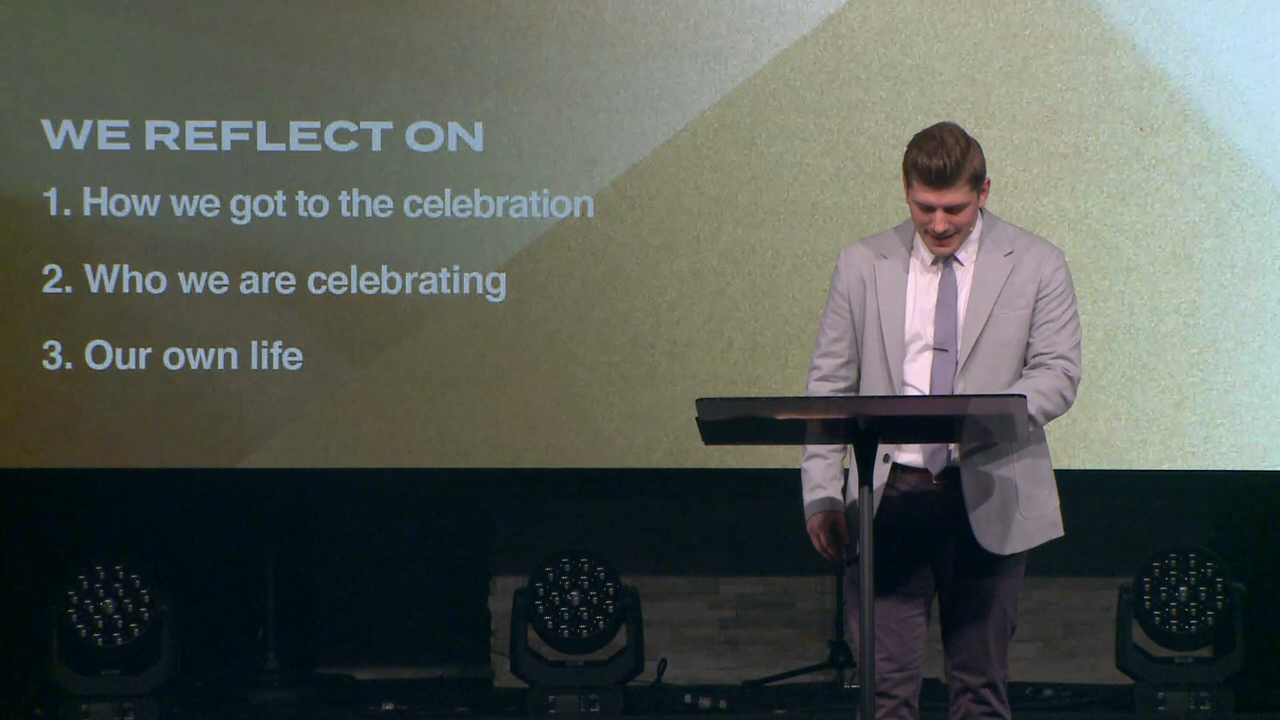 WE REFLECT ON
1. How we got to the celebration
2. Who we are celebrating
3. Our own life